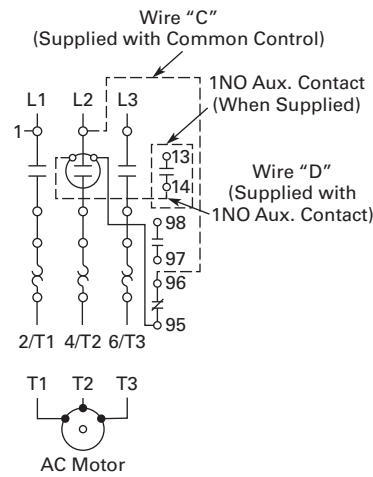 Wire “C”
(Supplied with Common Control)
1NO Aux. Contact
(When Supplied)
L1 L2 L3
1
13
14
Wire “D”
(Supplied with
1NO Aux. Contact)
98
97
96
95
2/T1 4/T2 6/T3
T1 T2 T3
AC Motor